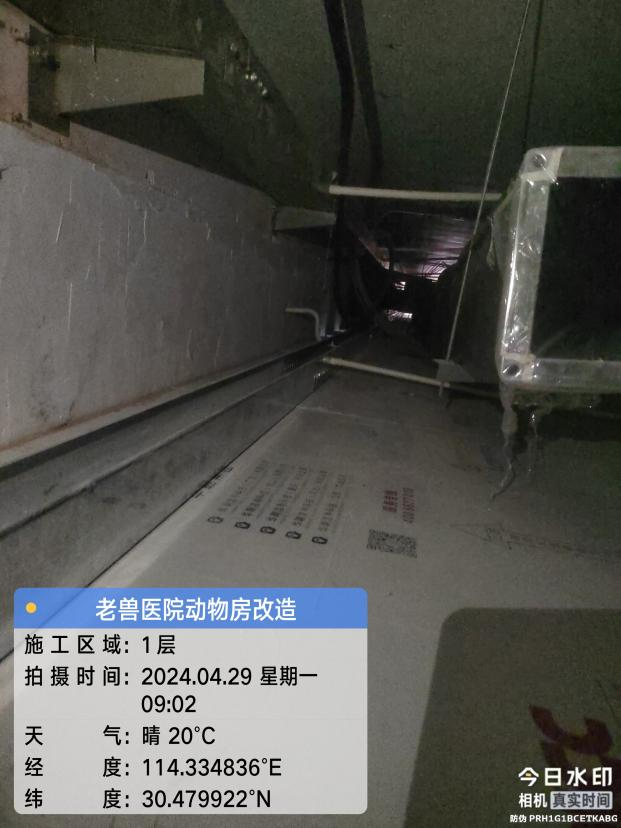 老兽医院动物房改造
施工区域：1层
拍摄时间：2024.04.29 星期一
09:02
天气：晴 20°C
经度：114.334836°E
纬度：30.479922°N
今日水印
相机 真实时间
防伪 PRH1G1BCETKABG